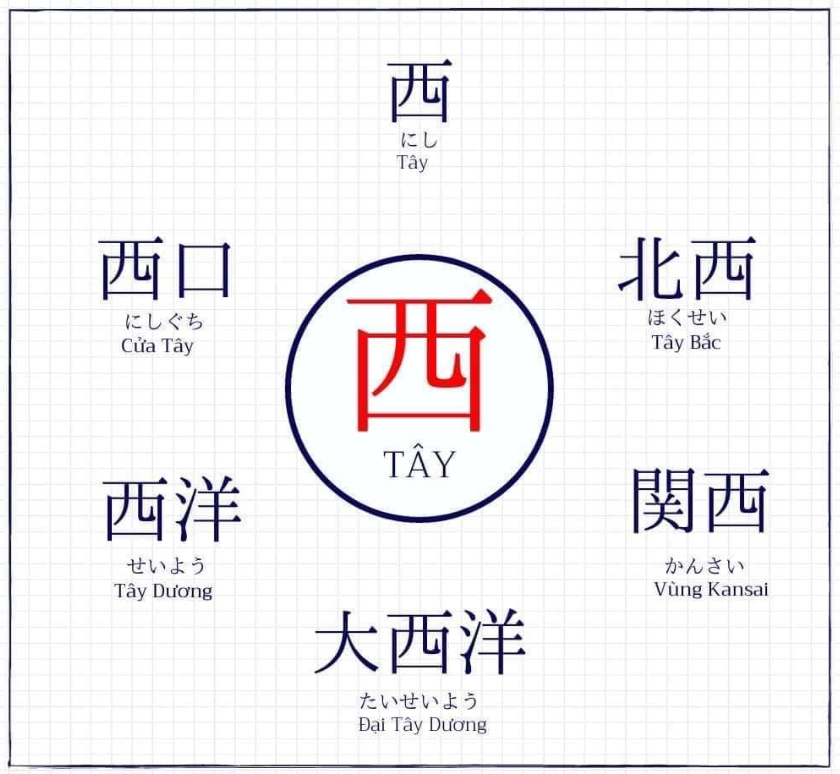 西
にし
Tây
西口
にしぐち
Cửa Tây
北西
ほくせい
Tây Bắc
西
TÂY
西洋
せいよう
Tây Dương
関西
かんさい
Vùng Kansai
大西洋
たいせいよう
Đại Tây Dương